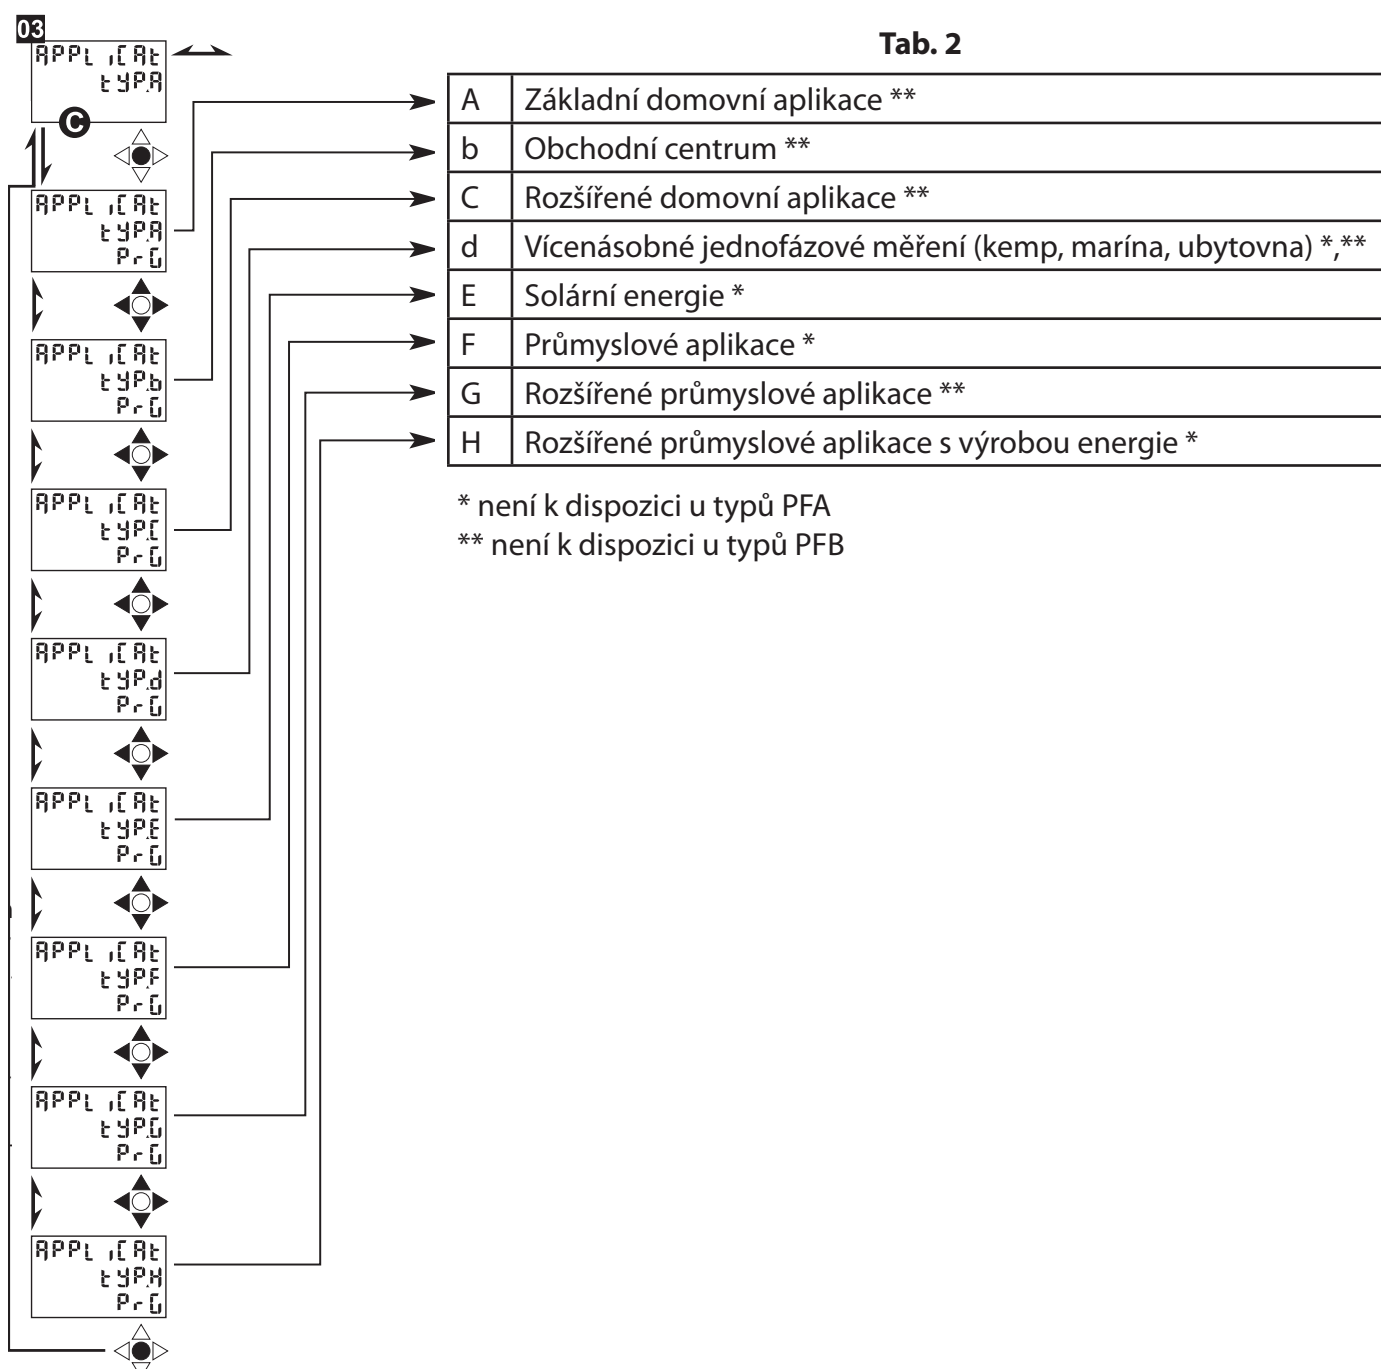 03
APPLiCAt
tyP.A
C
APPLiCAt
tyP.A
PrG
APPLiCAt
tyP.b
PrG
APPLiCAt
tyP.C
PrG
APPLiCAt
tyP.d
PrG
APPLiCAt
tyP.E
PrG
APPLiCAt
tyP.F
PrG
APPLiCAt
tyP.G
PrG
APPLiCAt
tyP.H
PrG
Tab. 2
A Základní domovní aplikace **
b Obchodní centrum **
C Rozšířené domovní aplikace **
d Vícenásobné jednofázové měření (kemp, marína, ubytovna) *,**
E Solární energie *
F Průmyslové aplikace *
G Rozšířené průmyslové aplikace **
H Rozšířené průmyslové aplikace s výrobou energie *
* není k dispozici u typů PFA
** není k dispozici u typů PFB